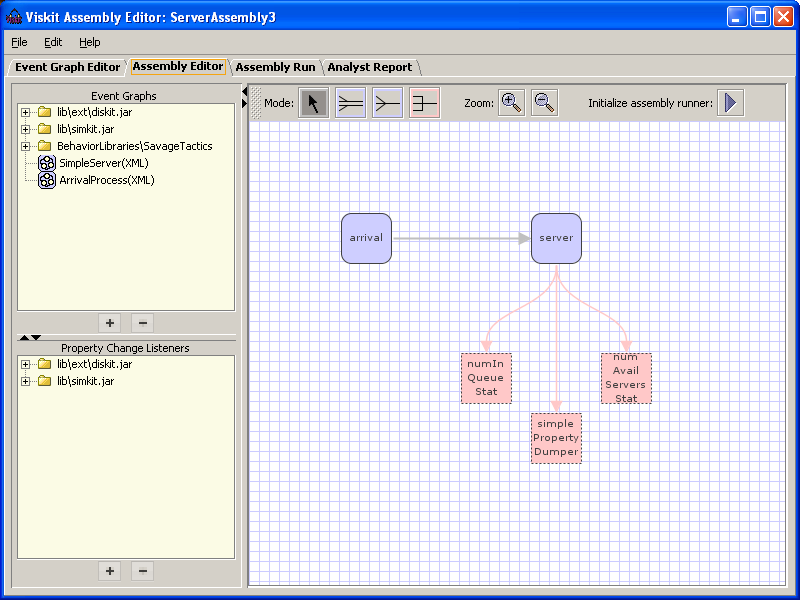 Viskit Assembly Editor: ServerAssembly3
File Edit Help
Event Graph Editor Assembly Editor Assembly Run Analyst Report
Event Graphs
lib\ext\diskit.jar
lib\simkit.jar
BehaviorLibraries\SavageTactics
SimpleServer(XML)
ArrivalProcess(XML)
Property Change Listeners
lib\ext\diskit.jar
lib\simkit.jar
Mode: Zoom: Initialize assembly runner:
arrival
server
numIn
Queue
Stat
simple
Property
Dumper
num
Avail
Servers
Stat